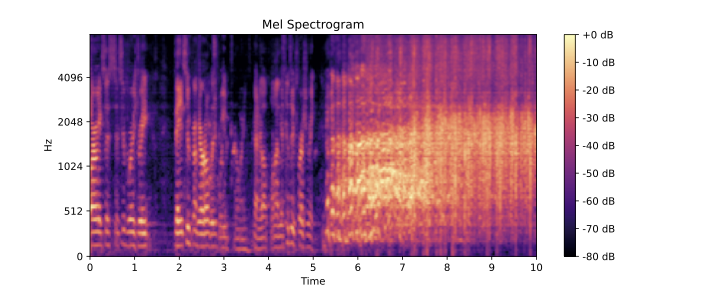 Mel Spectrogram
Hz
4096
2048
1024
512
0
0 1 2 3 4 5 6 7 8 9 10
Time
+0 dB
-10 dB
-20 dB
-30 dB
-40 dB
-50 dB
-60 dB
-70 dB
-80 dB